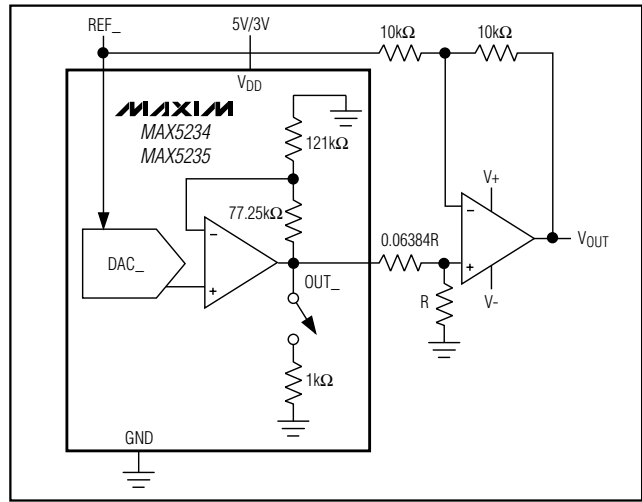 REF_
5V/3V
10kΩ
10kΩ
VDD
MAXIM
MAX5234
MAX5235
121kΩ
77.25kΩ
V+
0.06384R
−
−
VOUT
DAC_
+
OUT_
+
R
V-
1kΩ
GND